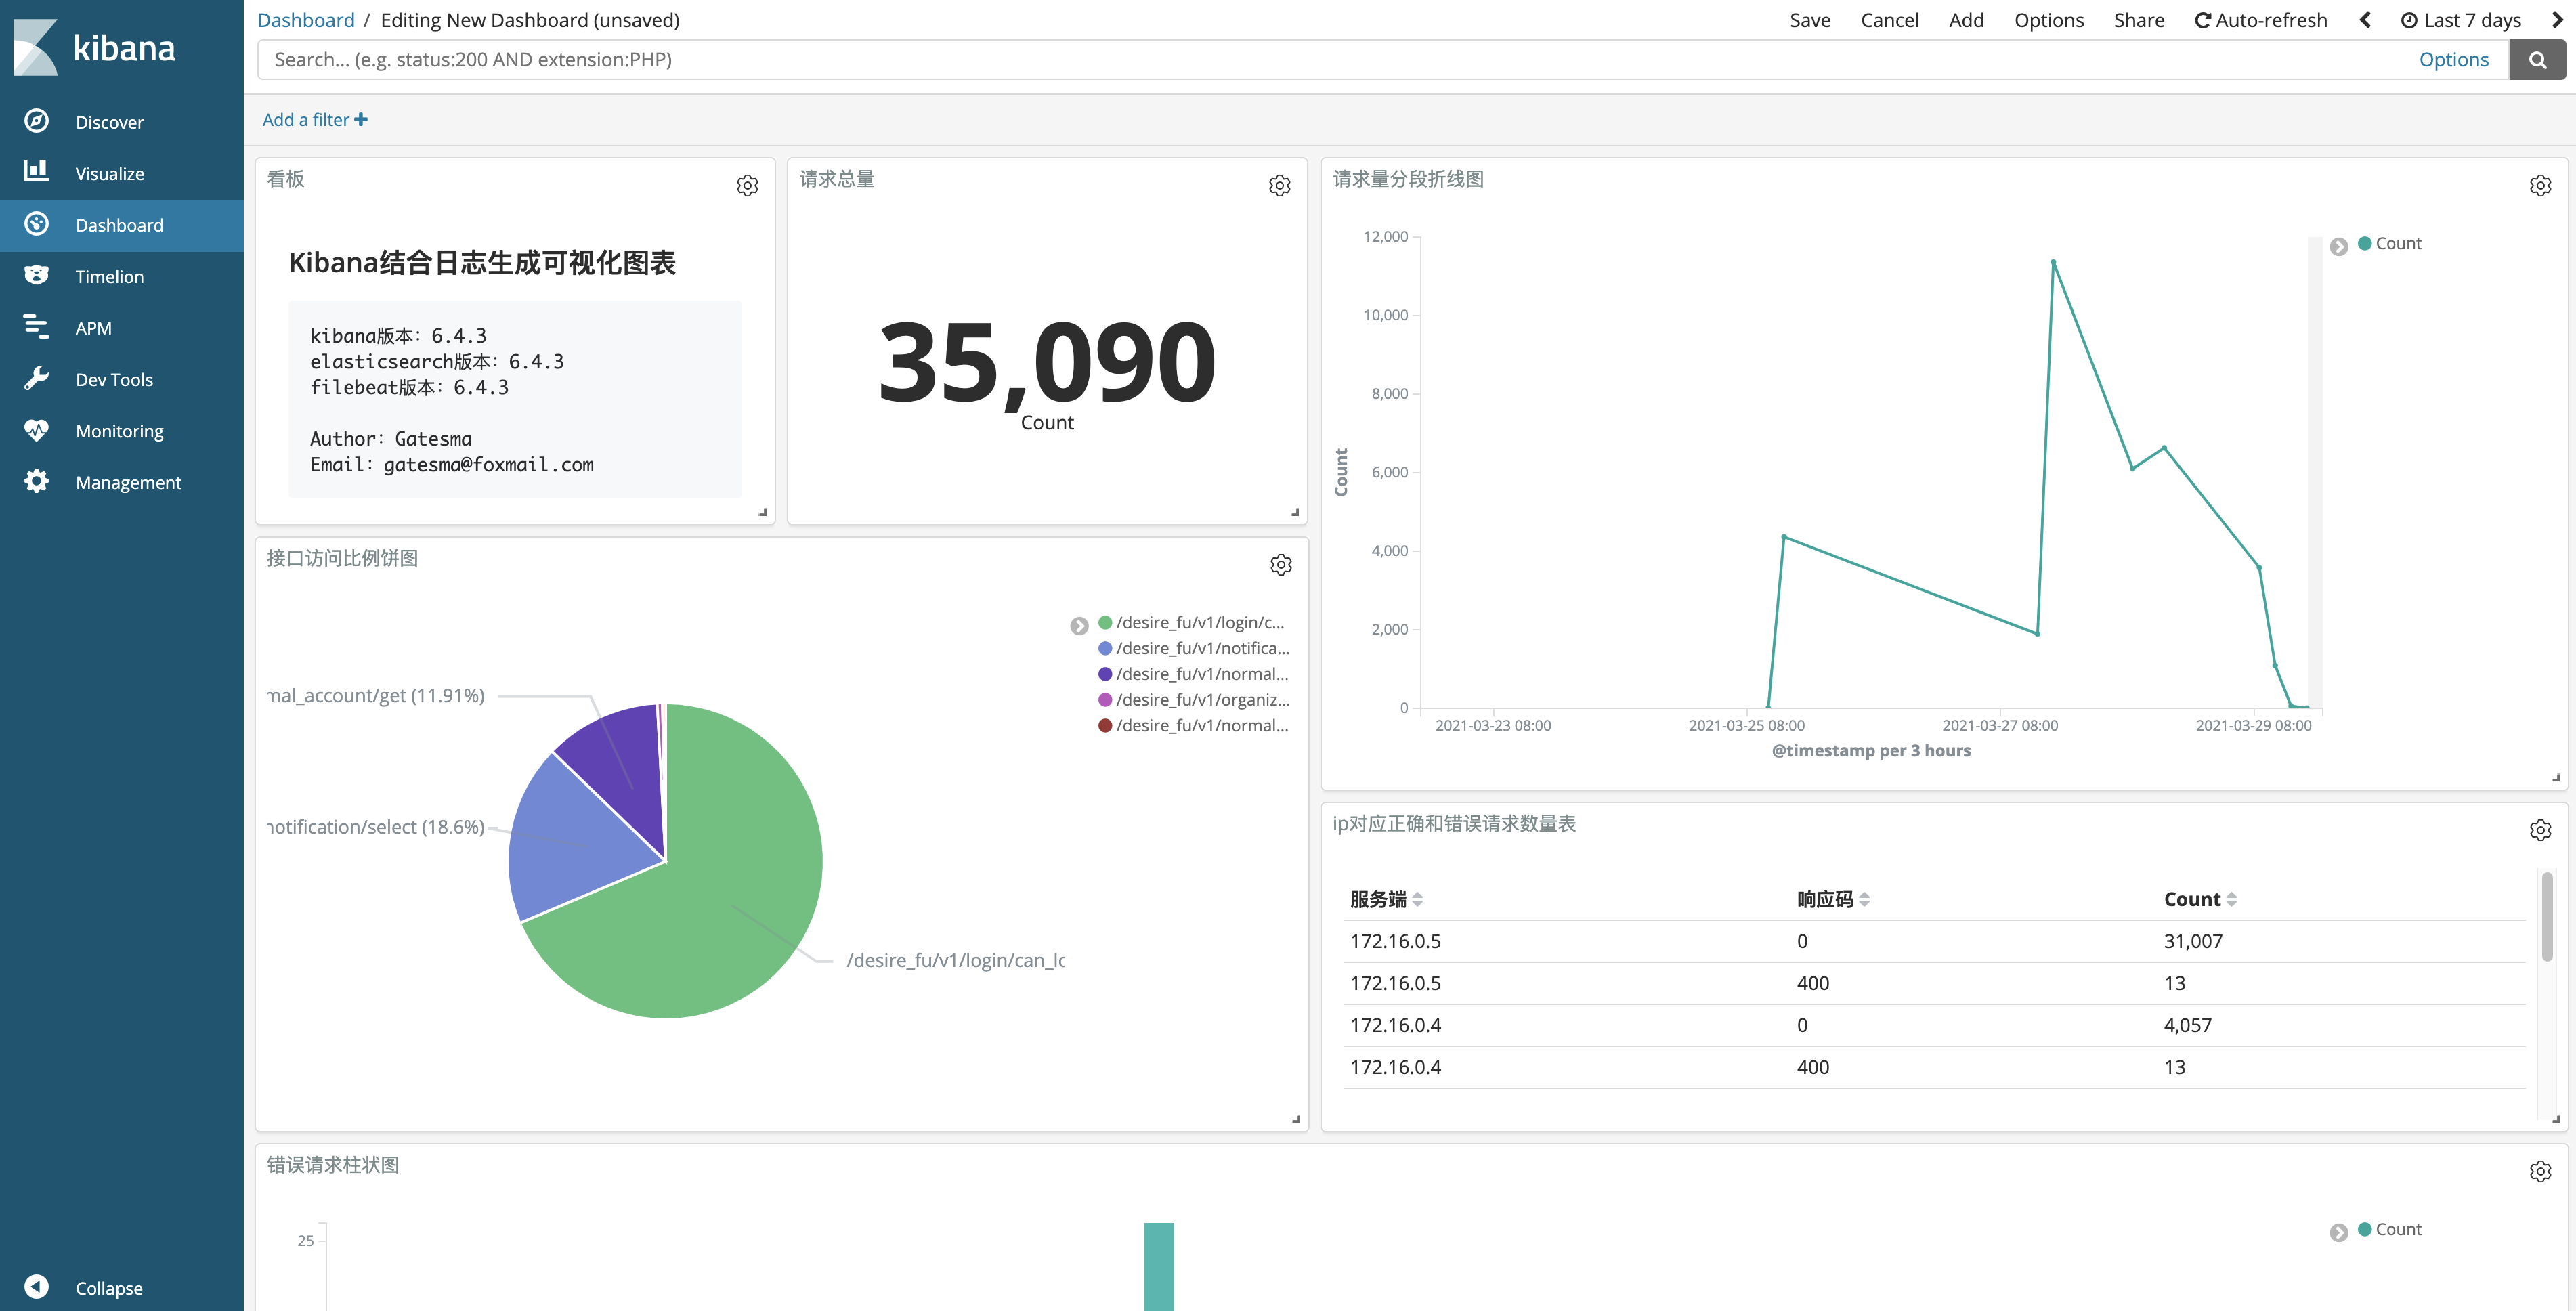 kibana
Discover
Visualize
Dashboard
Timelion
APM
Dev Tools
Monitoring
Management
Collapse
Dashboard / Editing New Dashboard (unsaved)
Save Cancel Add Options Share Auto-refresh Last 7 days
Search... (e.g. status:200 AND extension:PHP) Options
Add a filter
看板
Kibana结合日志生成可视化图表
kibana版本：6.4.3
elasticsearch版本：6.4.3
filebeat版本：6.4.3
Author：Gatesma
Email：gatesma@foxmail.com
请求总量
35,090
Count
请求量分段折线图
12,000
10,000
8,000
6,000
4,000
2,000
0
Count
2021-03-23 08:00 2021-03-25 08:00 2021-03-27 08:00 2021-03-29 08:00
@timestamp per 3 hours
Count
接口访问比例饼图
mal_account/get (11.91%)
notification/select (18.6%)
/desire_fu/v1/login/can_lo
/desire_fu/v1/login/c...
/desire_fu/v1/notifica...
/desire_fu/v1/normal...
/desire_fu/v1/organiz...
/desire_fu/v1/normal...
ip对应正确和错误请求数量表
服务端 响应码 Count
172.16.0.5 0 31,007
172.16.0.5 400 13
172.16.0.4 0 4,057
172.16.0.4 400 13
错误请求柱状图
25
Count